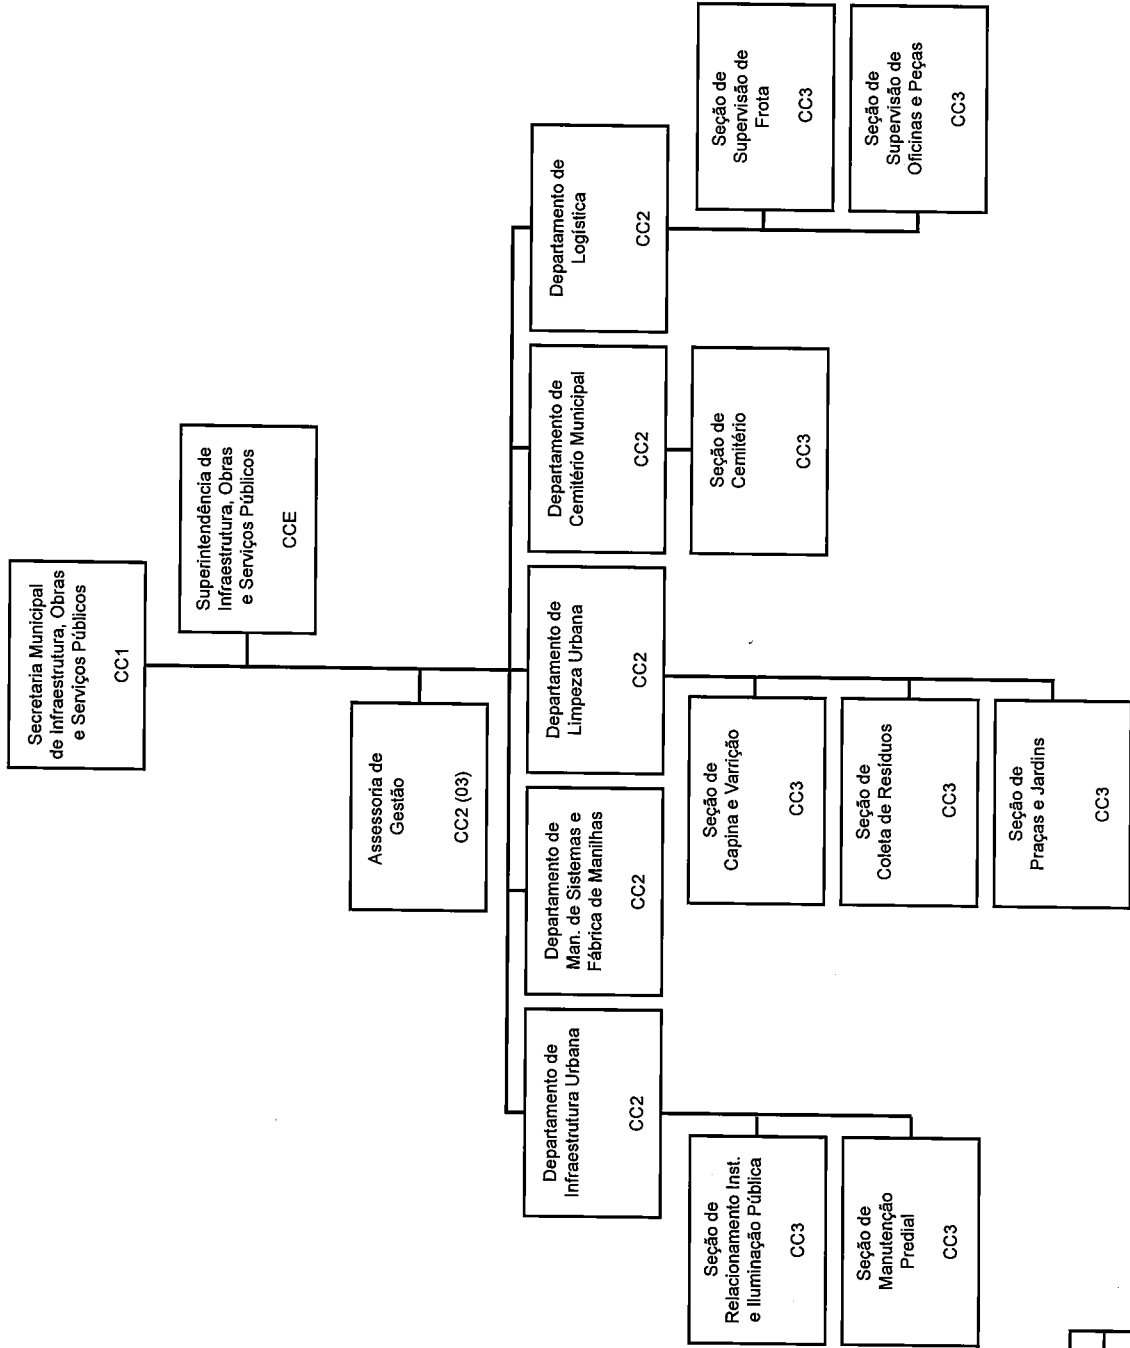 Secretaria Municipal
de Infraestrutura, Obras
e Serviços Públicos
CC1
Superintendência de
Infraestrutura, Obras
e Serviços Públicos
CCE
Assessoria de
Gestão
CC2 (03)
Departamento de
Infraestrutura Urbana
CC2
Departamento de
Man. de Sistemas e
Fábrica de Manilhas
CC2
Departamento de
Limpeza Urbana
CC2
Departamento de
Cemitério Municipal
CC2
Departamento de
Logística
CC2
Seção de
Relacionamento Inst.
e Iluminação Pública
CC3
Seção de
Manutenção
Predial
CC3
Seção de
Capina e Varrição
CC3
Seção de
Coleta de Resíduos
CC3
Seção de
Praças e Jardins
CC3
Seção de
Cemitério
CC3
Seção de
Supervisão de
Frota
CC3
Seção de
Supervisão de
Oficinas e Peças
CC3